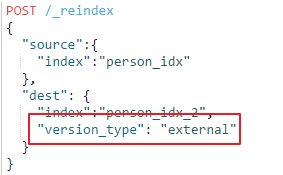 POST /_reindex
{
  "source":{
    "index":"person_idx"
  },
  "dest": {
    "index":"person_idx_2",
    "version_type": "external"
  }
}